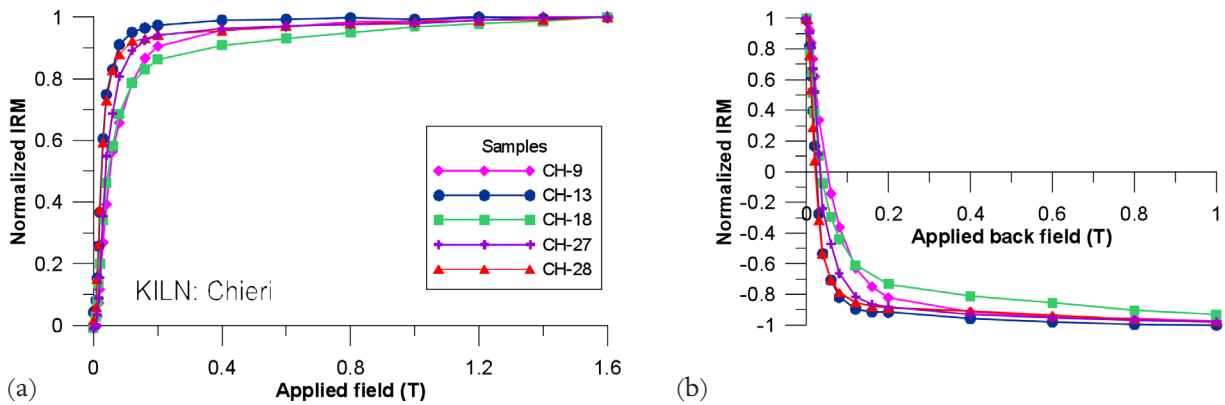 Normalized IRM
1
0.8
0.6
0.4
0.2
0
0
0.4
0.8
1.2
1.6
Applied field (T)
KILN: Chieri
Samples
CH-9
CH-13
CH-18
CH-27
CH-28
(a)
Normalized IRM
1
0.8
0.6
0.4
0.2
0
-0.2
-0.4
-0.6
-0.8
-1
0
0.2
0.4
0.6
0.8
1
Applied back field (T)
(b)